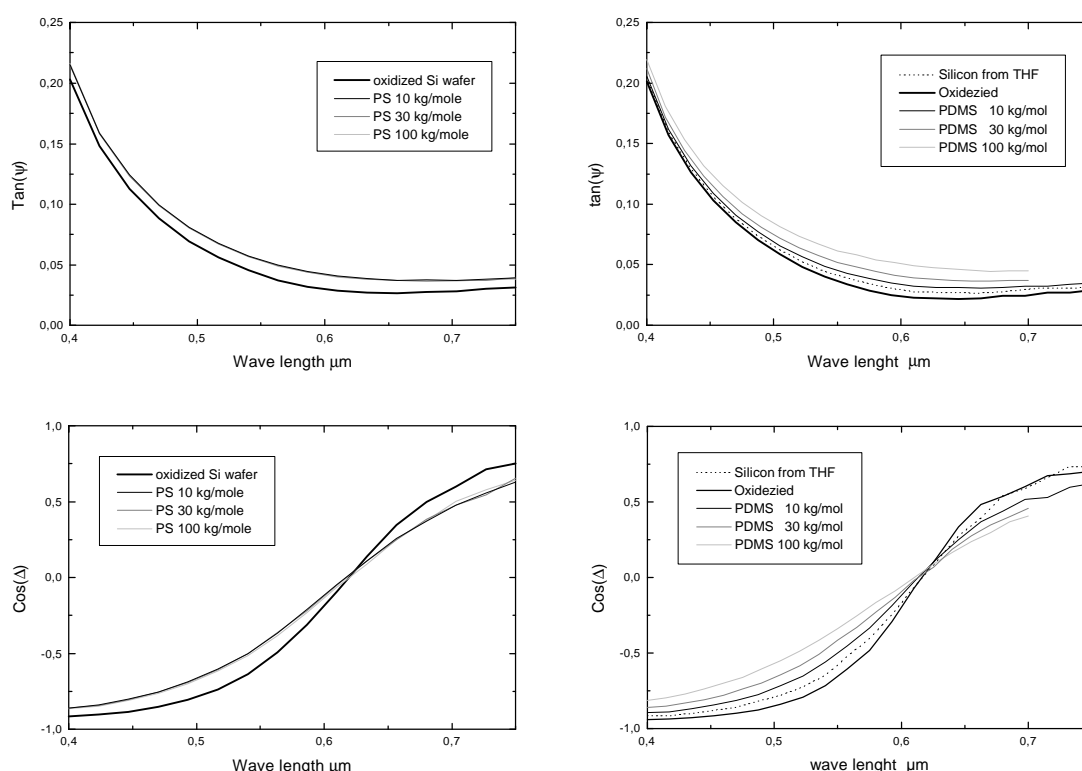 0,25
0,20
0,15
0,10
0,05
0,00
Tan(ψ)
oxidized Si wafer
PS 10 kg/mole
PS 30 kg/mole
PS 100 kg/mole
0,4
0,5
0,6
0,7
Wave length μm
0,25
0,20
0,15
0,10
0,05
0,00
tan(ψ)
Silicon from THF
Oxidezied
PDMS 10 kg/mol
PDMS 30 kg/mol
PDMS 100 kg/mol
0,4
0,5
0,6
0,7
Wave lenght μm
1,0
0,5
0,0
-0,5
-1,0
Cos(Δ)
oxidized Si wafer
PS 10 kg/mole
PS 30 kg/mole
PS 100 kg/mole
0,4
0,5
0,6
0,7
Wave length μm
1,0
0,5
0,0
-0,5
-1,0
Cos(Δ)
Silicon from THF
Oxidezied
PDMS 10 kg/mol
PDMS 30 kg/mol
PDMS 100 kg/mol
0,4
0,5
0,6
0,7
wave lenght μm